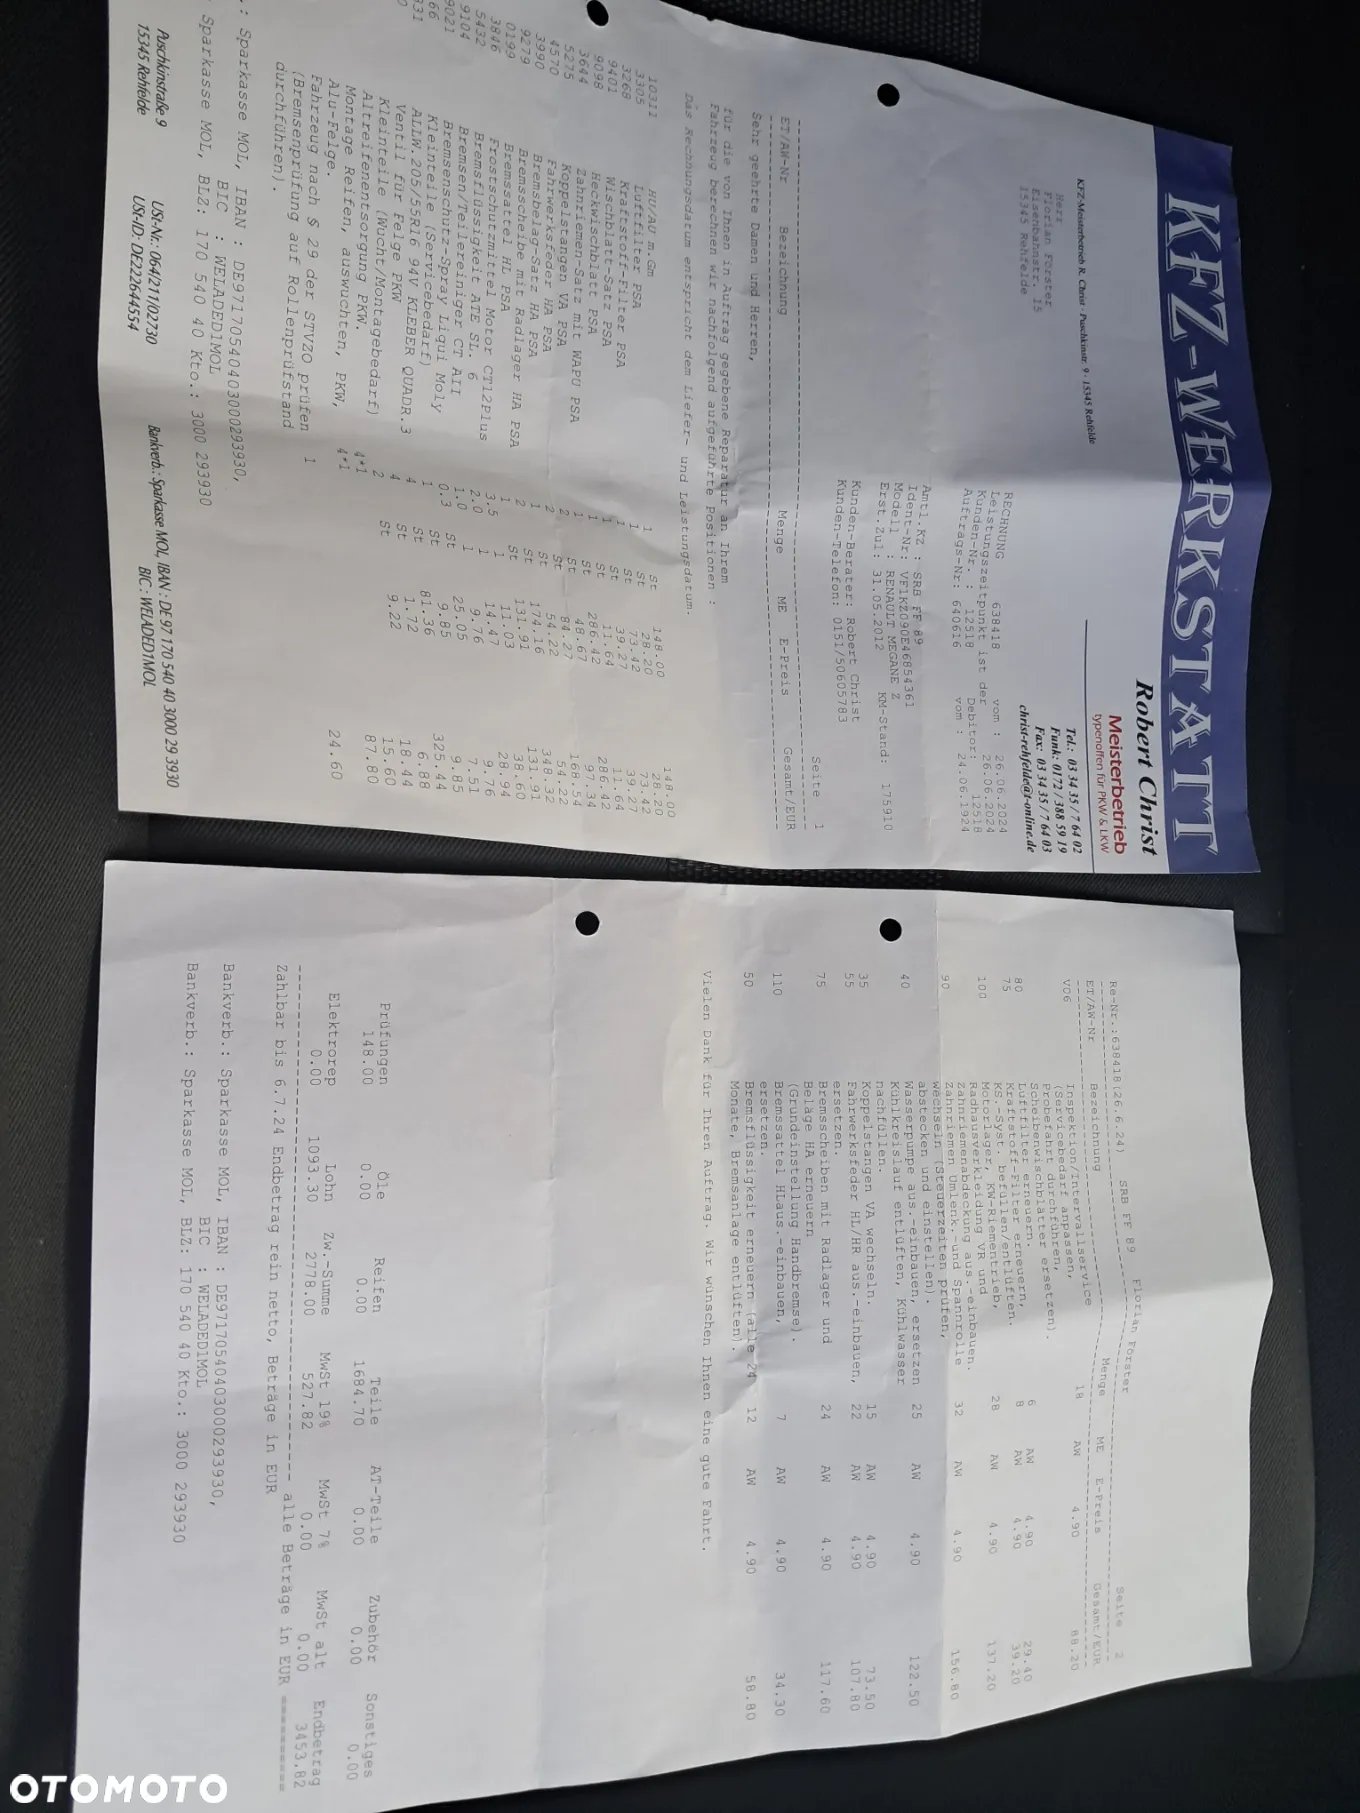 KFZ-WERKSTATT
Robert Christ
Meisterbetrieb
typenoffen für PKW & LKW
KFZ-Meisterbetrieb R. Christ · Puschkinstr. 9 · 15345 Rehfelde
Tel.: 03 34 35 / 7 64 02
Funk: 0172 / 388 59 19
Fax: 03 34 35 / 7 64 03
christ-rehfelde@t-online.de
Herr
Florian Förster
Eisenbahnstr. 15
15345 Rehfelde
RECHNUNG 638418 vom : 26.06.2024
Leistungszeitpunkt ist der 26.06.2024
Kunden-Nr. : 12518 Debitor: 12518
Auftrags-Nr: 640616 vom : 24.06.1924
Amtl.KZ : SRB FF 89
Ident-Nr: VF1KZ090E46854361
Modell : RENAULT MEGANE Z
Erst.Zul: 31.05.2012 KM-Stand: 175910
Kunden-Berater: Robert Christ
Kunden-Telefon: 0151/50605783
Seite 1
ET/AW-Nr Bezeichnung Menge ME E-Preis Gesamt/EUR
Sehr geehrte Damen und Herren,
für die von Ihnen in Auftrag gegebene Reparatur an Ihrem
Fahrzeug berechnen wir nachfolgend aufgeführte Positionen :
Das Rechnungsdatum entspricht dem Liefer- und Leistungsdatum.
10311 HU/AU m.Gm 1 St 148.00 148.00
3305 Luftfilter PSA 1 St 28.20 28.20
3268 Kraftstoff-Filter PSA 1 St 73.42 73.42
9401 Wischblatt-Satz PSA 1 St 39.27 39.27
9098 Heckwischblatt PSA 1 St 11.64 11.64
3644 Zahnriemen-Satz mit WAPU PSA 1 St 286.42 286.42
5275 Koppelstangen VA PSA 2 St 48.67 97.34
4570 Fahrwerksfeder HA PSA 2 St 84.27 168.54
3990 Bremsbelag-Satz HA PSA 1 St 54.22 54.22
9279 Bremsscheibe mit Radlager HA PSA 2 St 174.16 348.32
0199 Bremssattel HL PSA 1 St 131.91 131.91
3846 Frostschutzmittel Motor CT12Plus 3.5 1 11.03 38.60
5432 Bremsflüssigkeit ATE SL. 6 2.0 1 14.47 28.94
9104 Bremsen/Teilereiniger CT AII 1.0 1 9.76 9.76
9021 Bremsenschutz-Spray Liqui Moly 0.3 St 25.05 7.51
66 Kleinteile (Servicebedarf) 1 St 9.85 9.85
931 ALLW.205/55R16 94V KLEBER QUADR.3 4 St 81.36 325.44
Ventil für Felge PKW 4 St 1.72 6.88
Kleinteile (Wucht/Montagebedarf) 2 St 9.22 18.44
Altreifenentsorgung PKW. 4*1 15.60
Montage Reifen, auswuchten, PKW, 4*1 87.80
Alu-Felge.
Fahrzeug nach § 29 der STVZO prüfen 1 24.60
(Bremsenprüfung auf Rollenprüfstand
durchführen).
.: Sparkasse MOL, IBAN : DE97170540403000293930,
BIC : WELADED1MOL
Sparkasse MOL, BLZ: 170 540 40 Kto.: 3000 293930
Puschkinstraße 9
15345 Rehfelde
USt-Nr.: 064/211/02730
USt-ID: DE222644554
Bankverb.: Sparkasse MOL, IBAN : DE 97 170 540 40 3000 29 3930
BIC : WELADED1MOL
Re-Nr.:638418(26.6.24) SRB FF 89 Florian Förster Seite 2
ET/AW-Nr Bezeichnung Menge ME E-Preis Gesamt/EUR
V06 Inspektion/Intervallservice 18 AW 4.90 88.20
(Servicebedarf anpassen,
Probefahrt durchführen,
Scheibenwischblätter ersetzen).
80 Luftfilter erneuern. 6 AW 4.90 29.40
75 Kraftstoff-Filter erneuern, 8 AW 4.90 39.20
KS.-Syst. befüllen/entlüften.
100 Motorlager, KW-Riementrieb, 28 AW 4.90 137.20
Radhausverkleidung VR und
Zahnriemenabdeckung aus.-einbauen.
90 Zahnriemen Umlenk.-und Spannrolle 32 AW 4.90 156.80
wechseln (Steuerzeiten prüfen,
abstecken und einstellen).
40 Wasserpumpe aus.-einbauen, ersetzen 25 AW 4.90 122.50
Kühlkreislauf entlüften, Kühlwasser
nachfüllen.
35 Koppelstangen VA wechseln. 15 AW 4.90 73.50
55 Fahrwerksfeder HL/HR aus.-einbauen, 22 AW 4.90 107.80
ersetzen.
75 Bremsscheiben mit Radlager und 24 AW 4.90 117.60
Beläge HA erneuern
(Grundeinstellung Handbremse).
110 Bremssattel HLaus.-einbauen, 7 AW 4.90 34.30
ersetzen.
50 Bremsflüssigkeit erneuern (alle 24 12 AW 4.90 58.80
Monate, Bremsanlage entlüften).
Vielen Dank für Ihren Auftrag. Wir wünschen Ihnen eine gute Fahrt.
Prüfungen Öle Reifen Teile AT-Teile Zubehör Sonstiges
148.00 0.00 0.00 1684.70 0.00 0.00 0.00
Elektrorep Lohn Zw.-Summe MwSt 19% MwSt 7% MwSt alt Endbetrag
0.00 1093.30 2778.00 527.82 0.00 0.00 3453.82
alle Beträge in EUR ==========
Zahlbar bis 6.7.24 Endbetrag rein netto, Beträge in EUR
Bankverb.: Sparkasse MOL, IBAN : DE97170540403000293930,
BIC : WELADED1MOL
Bankverb.: Sparkasse MOL, BLZ: 170 540 40 Kto.: 3000 293930
OTOMOTO